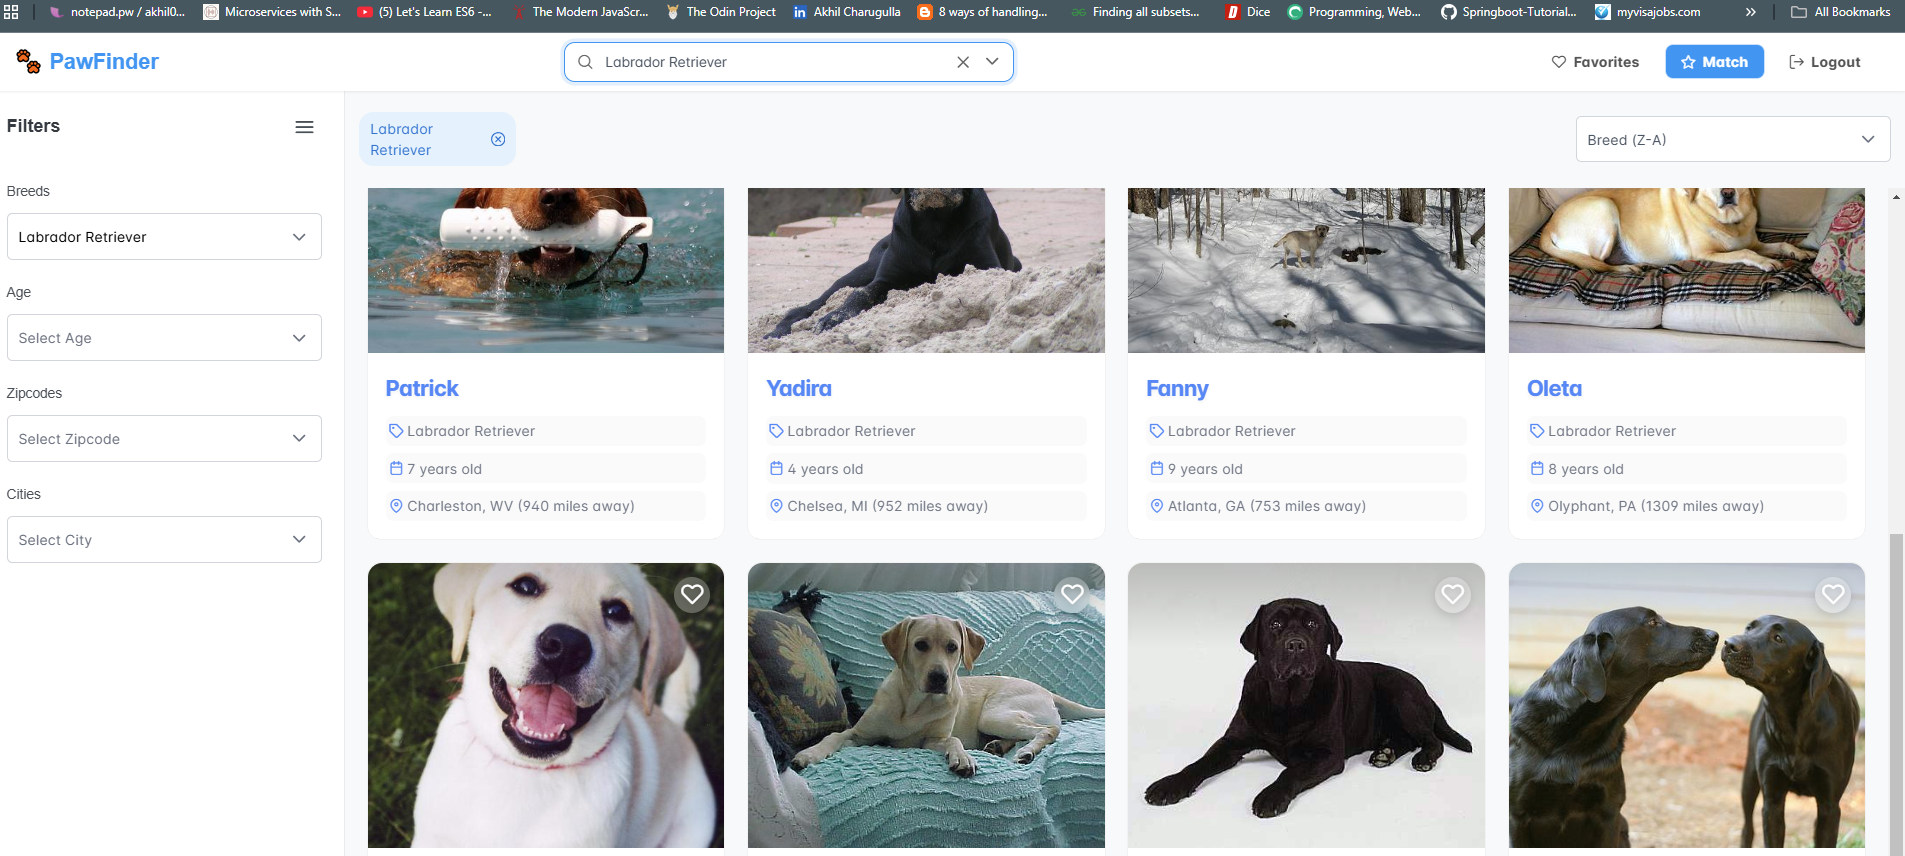 notepad.pw / akhil0...
Microservices with S...
(5) Let's Learn ES6 -...
The Modern JavaScr...
The Odin Project
Akhil Charugulla
8 ways of handling...
Finding all subsets...
Dice
Programming, Web...
Springboot-Tutorial...
myvisajobs.com
»
All Bookmarks
PawFinder
Labrador Retriever
Favorites
Match
Logout
Filters
Breeds
Labrador Retriever
Age
Select Age
Zipcodes
Select Zipcode
Cities
Select City
Labrador
Retriever
Breed (Z-A)
Patrick
Labrador Retriever
7 years old
Charleston, WV (940 miles away)
Yadira
Labrador Retriever
4 years old
Chelsea, MI (952 miles away)
Fanny
Labrador Retriever
9 years old
Atlanta, GA (753 miles away)
Oleta
Labrador Retriever
8 years old
Olyphant, PA (1309 miles away)